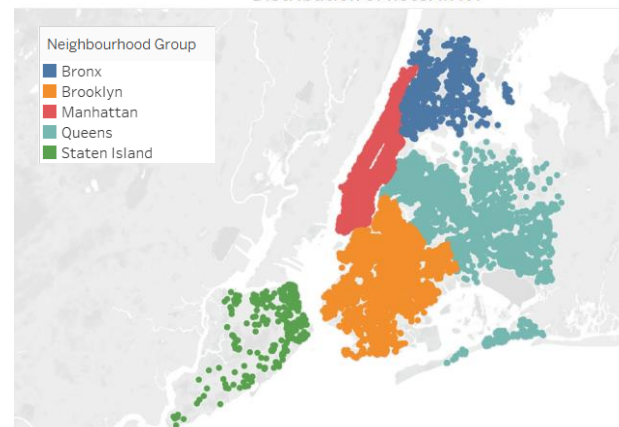 Neighbourhood Group
Bronx
Brooklyn
Manhattan
Queens
Staten Island